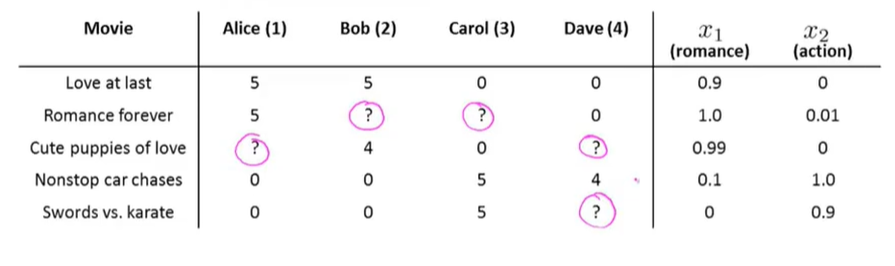 Movie Alice (1) Bob (2) Carol (3) Dave (4) x₁ x₂
(romance) (action)
Love at last 5 5 0 0 0.9 0
Romance forever 5 ? ? 0 1.0 0.01
Cute puppies of love ? 4 0 ? 0.99 0
Nonstop car chases 0 0 5 4 0.1 1.0
Swords vs. karate 0 0 5 ? 0 0.9